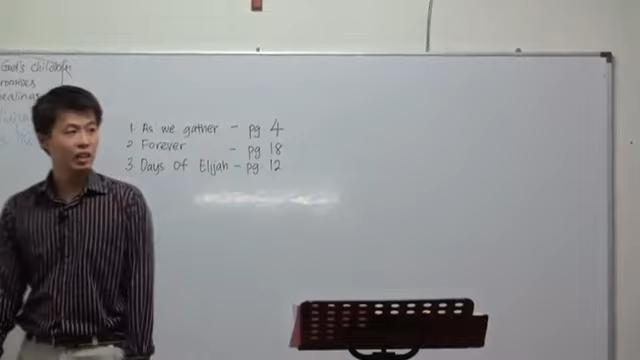 God's children
promises
healings
1. As we gather - pg 4
2 Forever - pg 18
3. Days of Elijah - pg 12